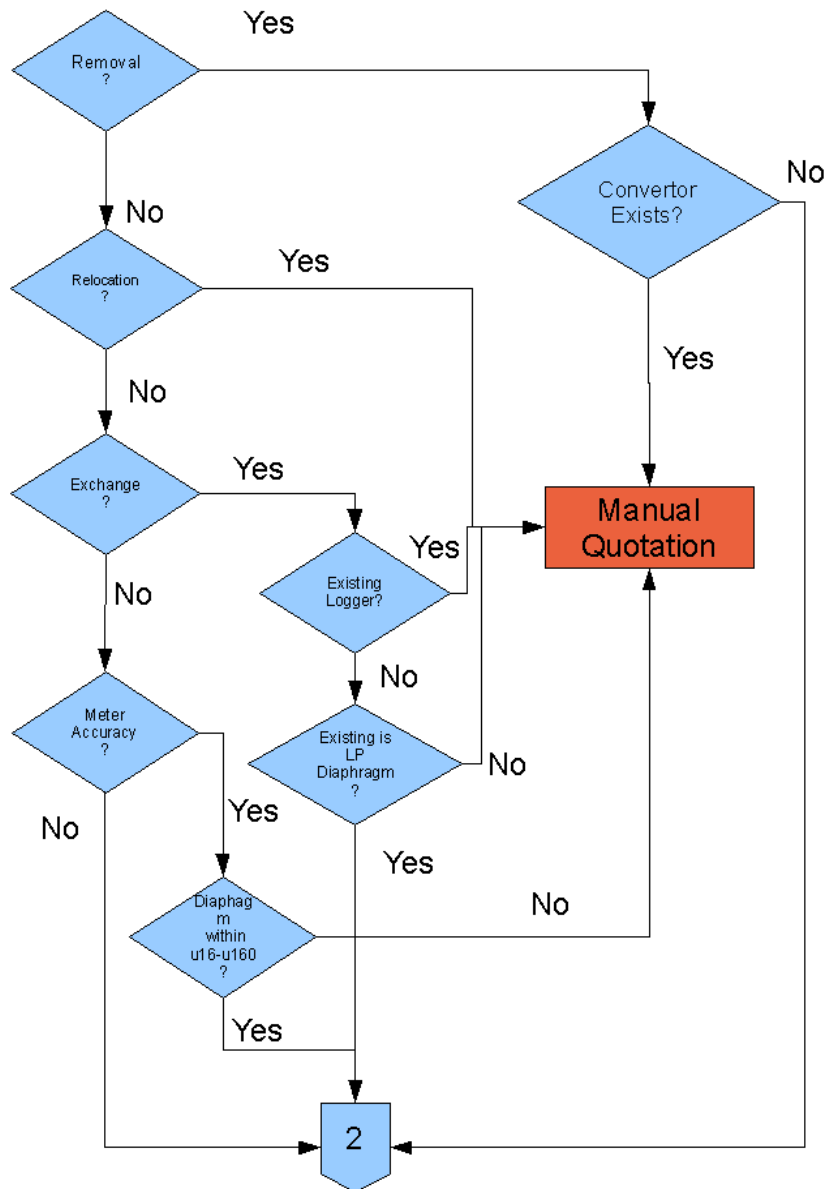 Yes
Removal
?
Convertor
Exists?
No
No
Relocation
?
Yes
Yes
No
Exchange
?
Yes
Manual
Quotation
Yes
Existing
Logger?
No
No
Meter
Accuracy
?
Existing is
LP
Diaphragm
?
No
No
Yes
Yes
Diaphag
m
within
u16-u160
?
No
Yes
2